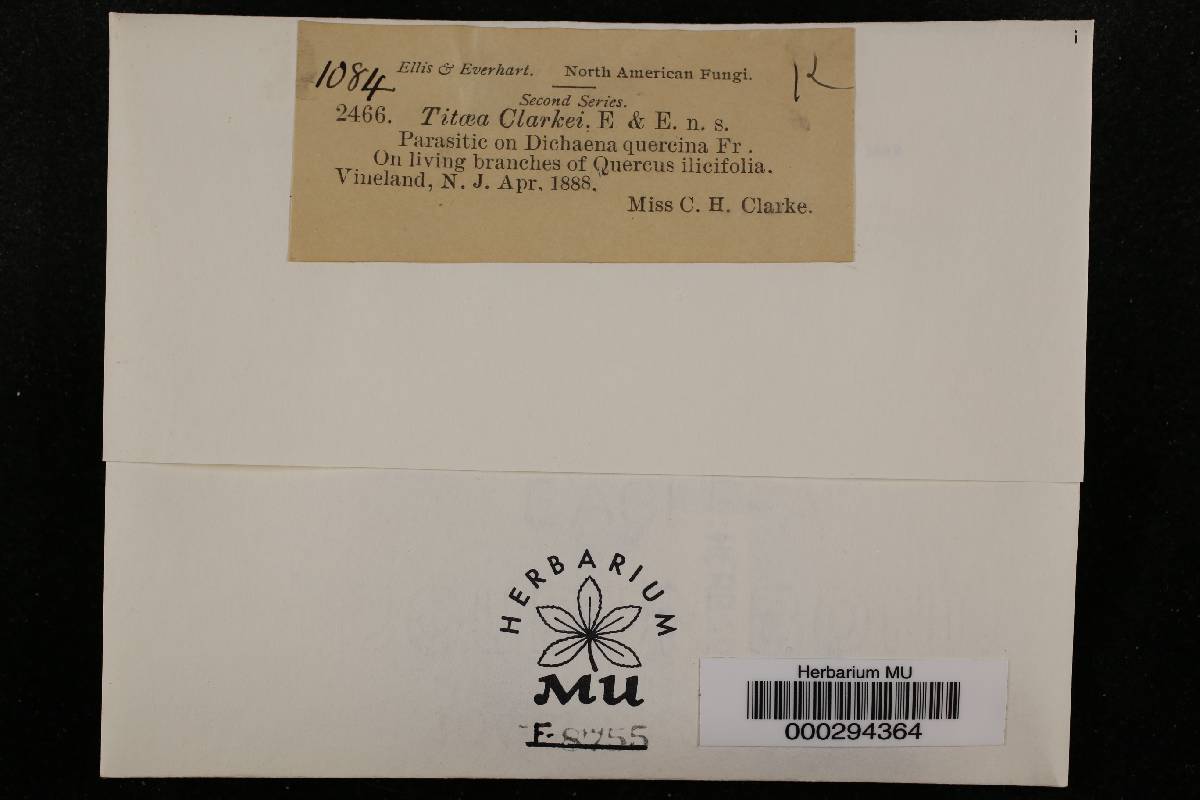 1084 Ellis & Everhart. North American Fungi. K
Second Series.
2466. Titæa Clarkei. E & E. n. s.
Parasitic on Dichaena quercina Fr .
On living branches of Quercus ilicifolia.
Vineland, N. J. Apr. 1888.
Miss C. H. Clarke.
HERBARIUM
MU
F- 8755
Herbarium MU
000294364